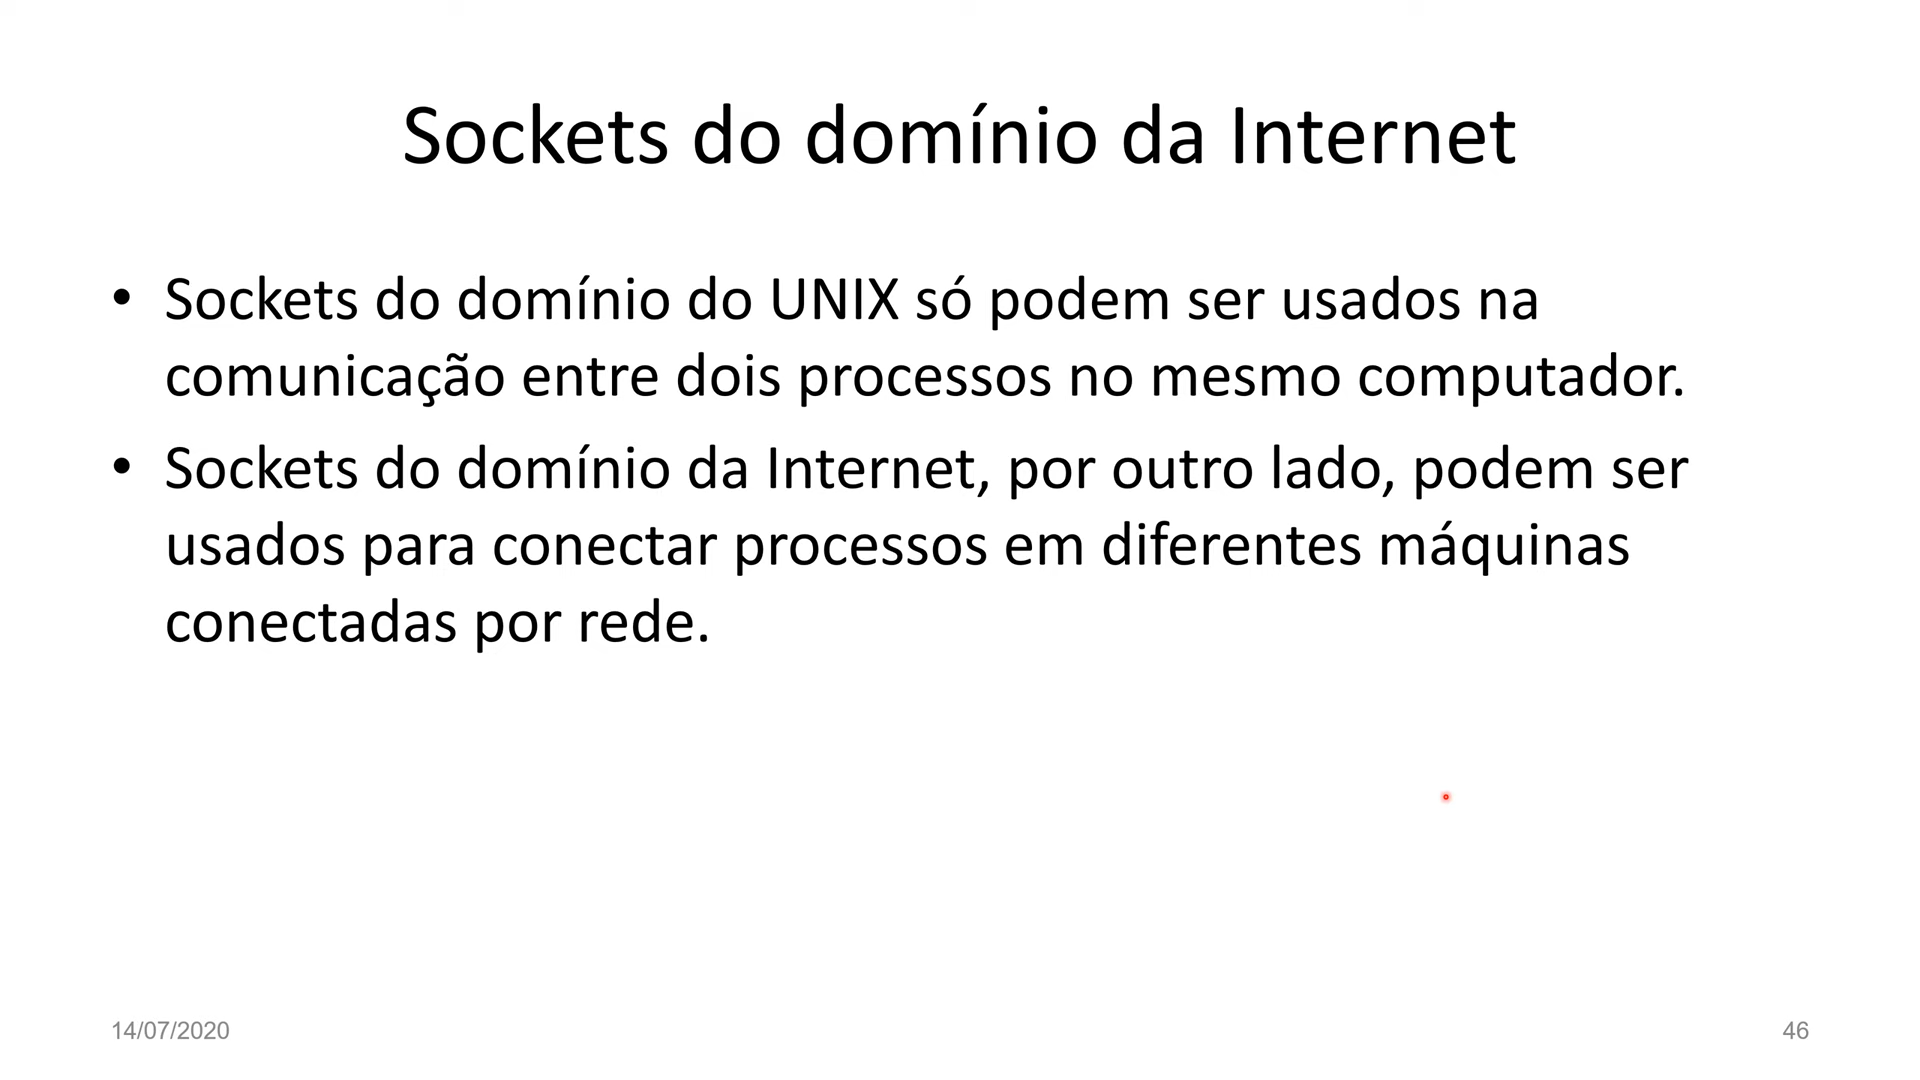 Sockets do domínio da Internet
• Sockets do domínio do UNIX só podem ser usados na
comunicação entre dois processos no mesmo computador.
• Sockets do domínio da Internet, por outro lado, podem ser
usados para conectar processos em diferentes máquinas
conectadas por rede.
14/07/2020
46